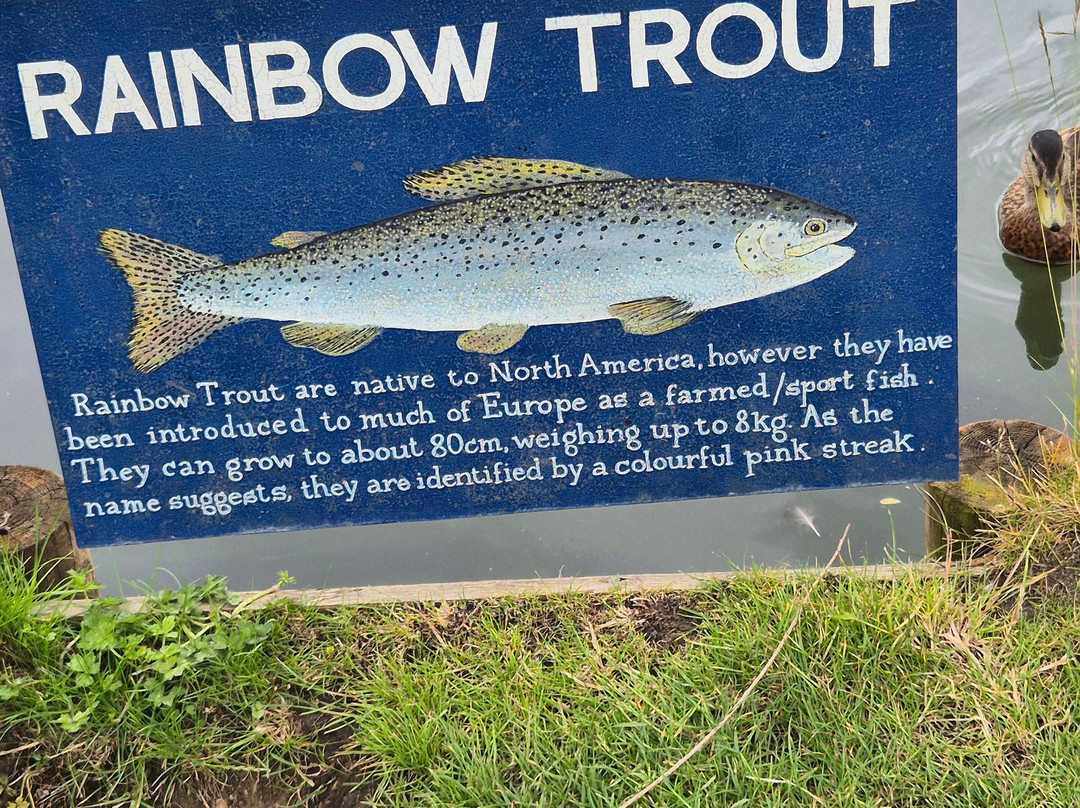 RAINBOW TROUT
Rainbow Trout are native to North America, however they have
been introduced to much of Europe as a farmed/sport fish.
They can grow to about 80cm, weighing up to 8kg. As the
name suggests, they are identified by a colourful pink streak.